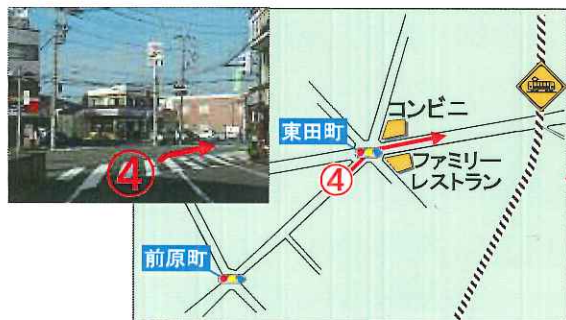 ④
東田町
コンビニ
ファミリー
レストラン
④
前原町